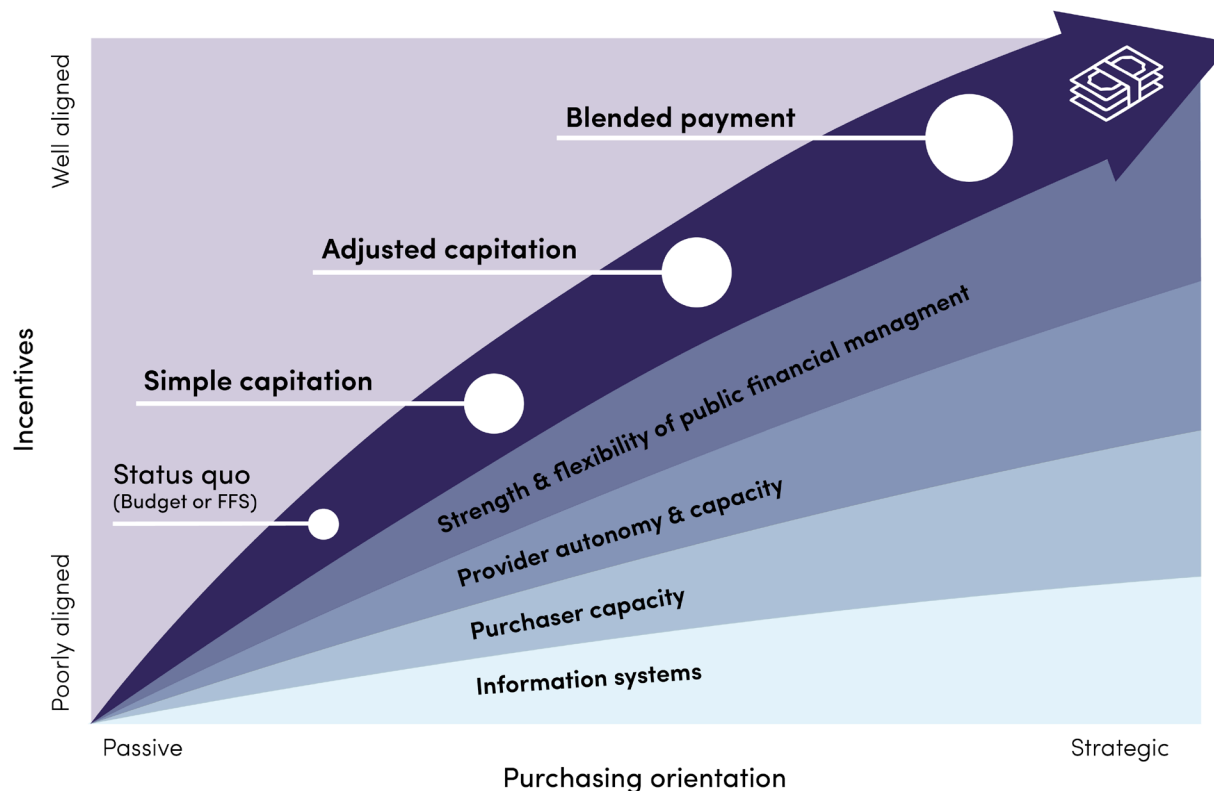 Well aligned
Blended payment
Adjusted capitation
Incentives
Simple capitation
Status quo
(Budget or FFS)
Strength & flexibility of public financial managment
Provider autonomy & capacity
Purchaser capacity
Information systems
Poorly aligned
Passive
Strategic
Purchasing orientation